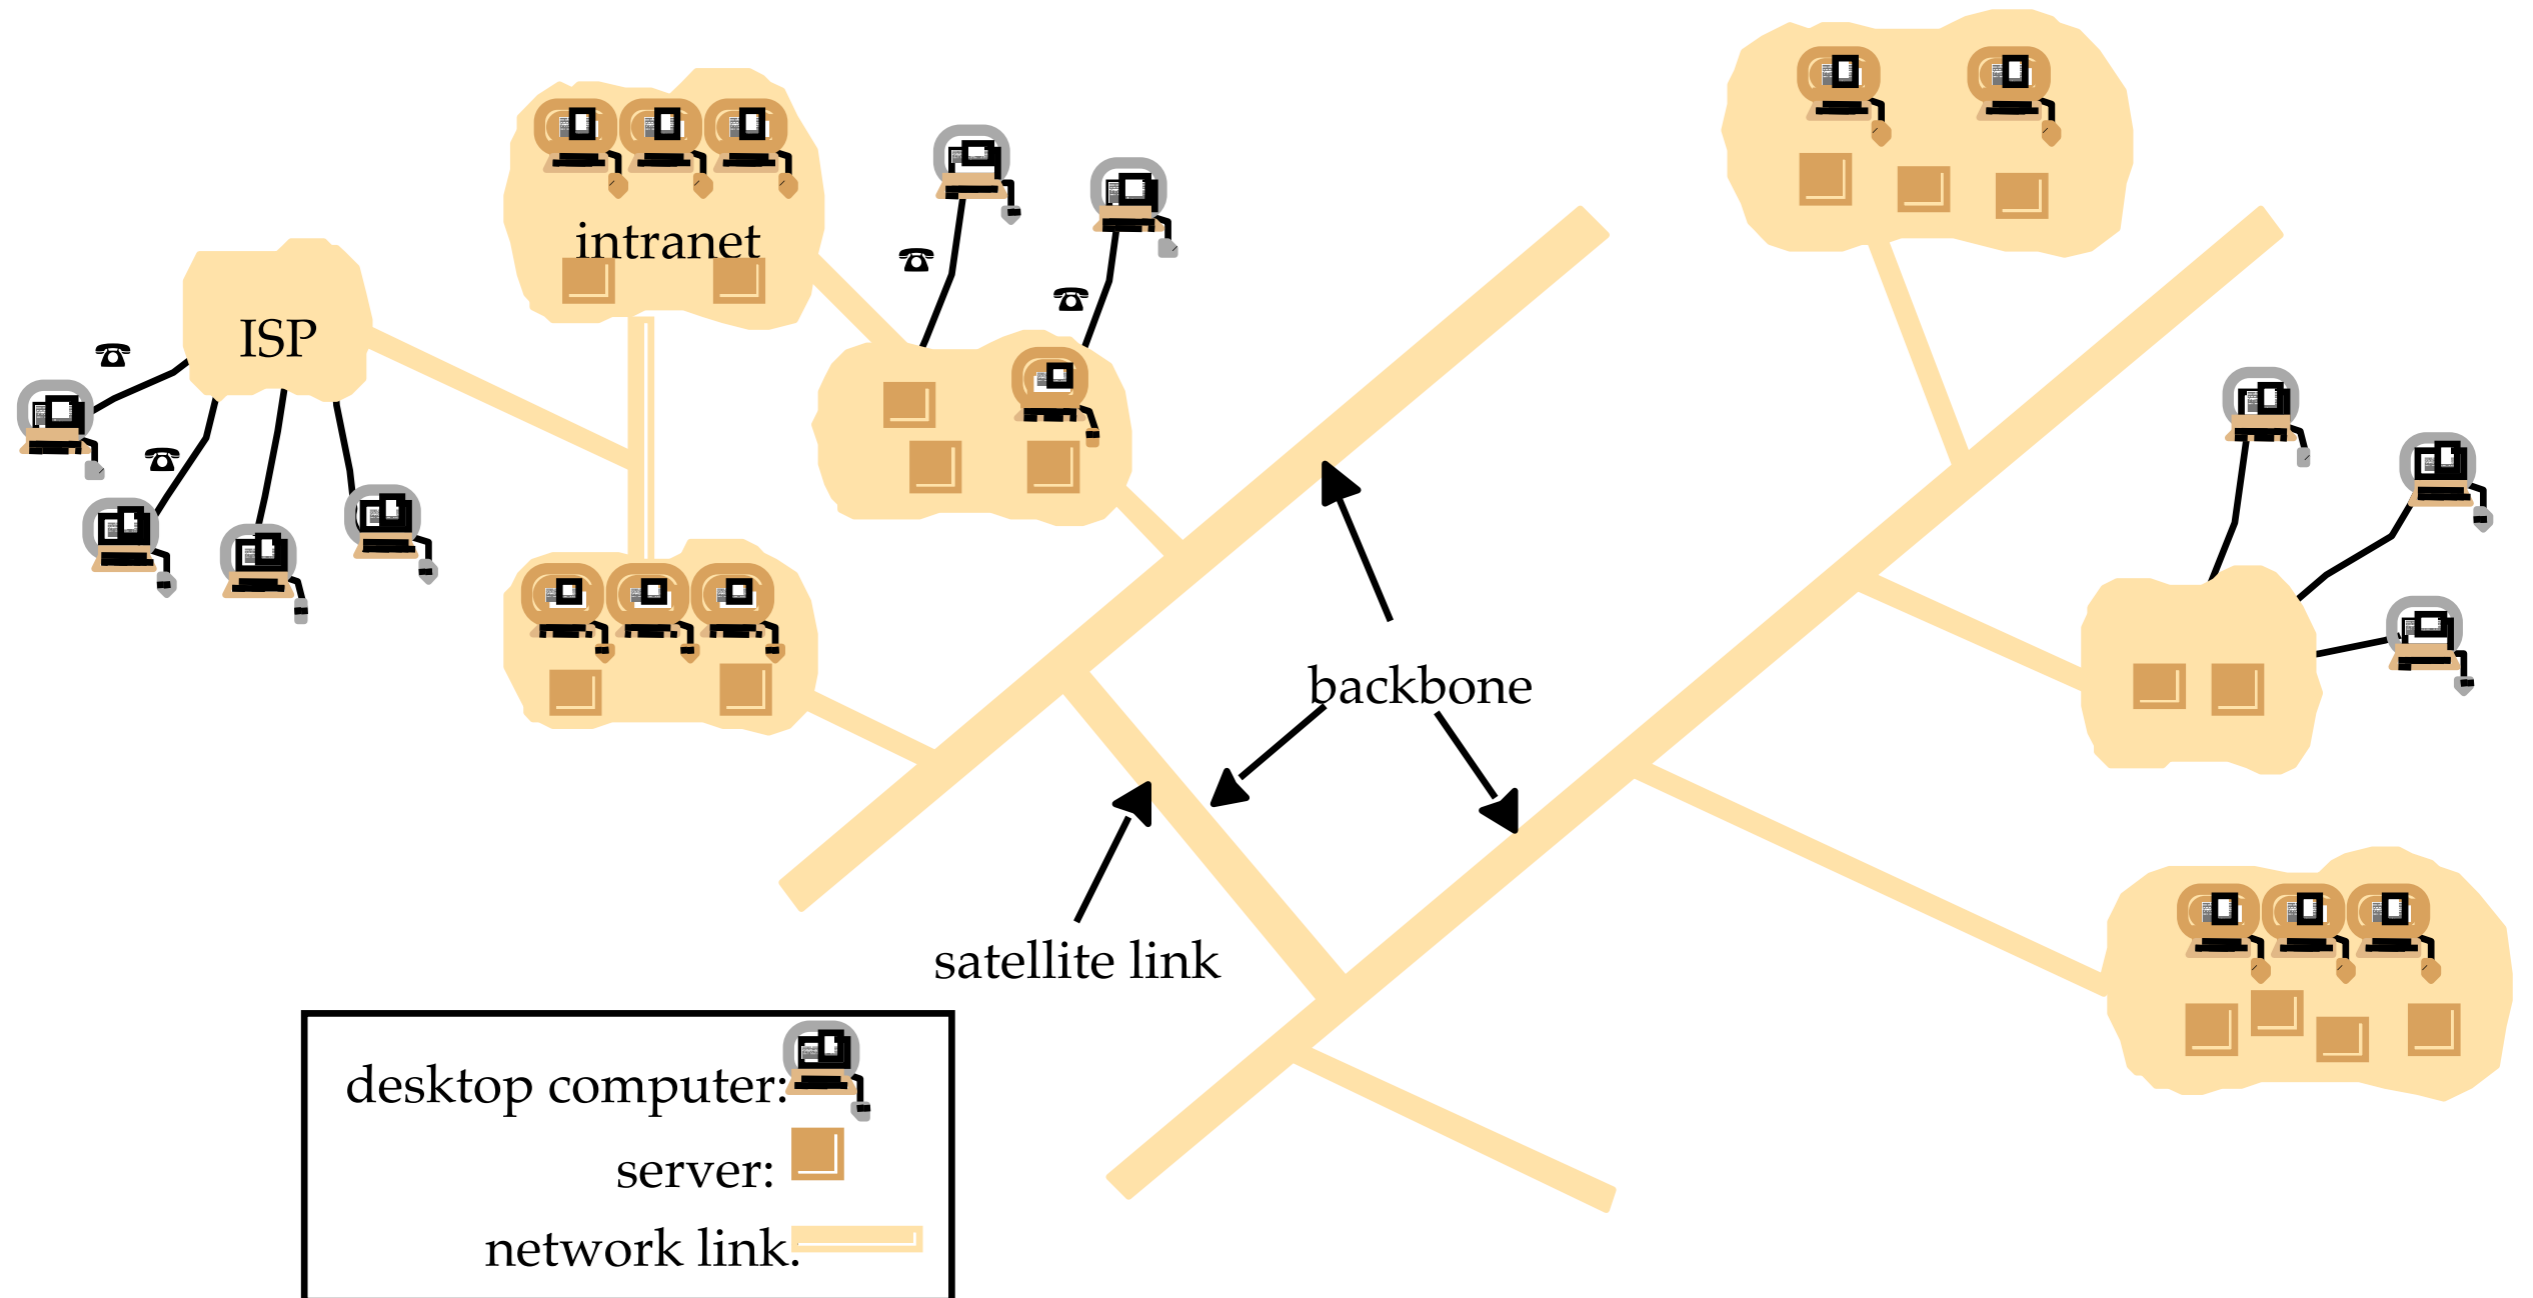 intranet
ISP
backbone
satellite link
desktop computer:
server:
network link.